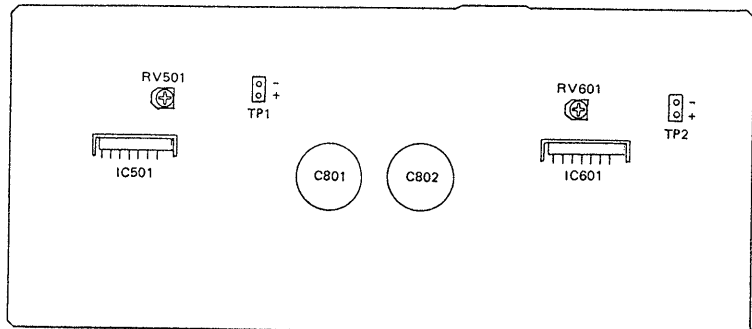 RV501
-
+
TP1
IC501
C801
C802
RV601
-
+
TP2
IC601